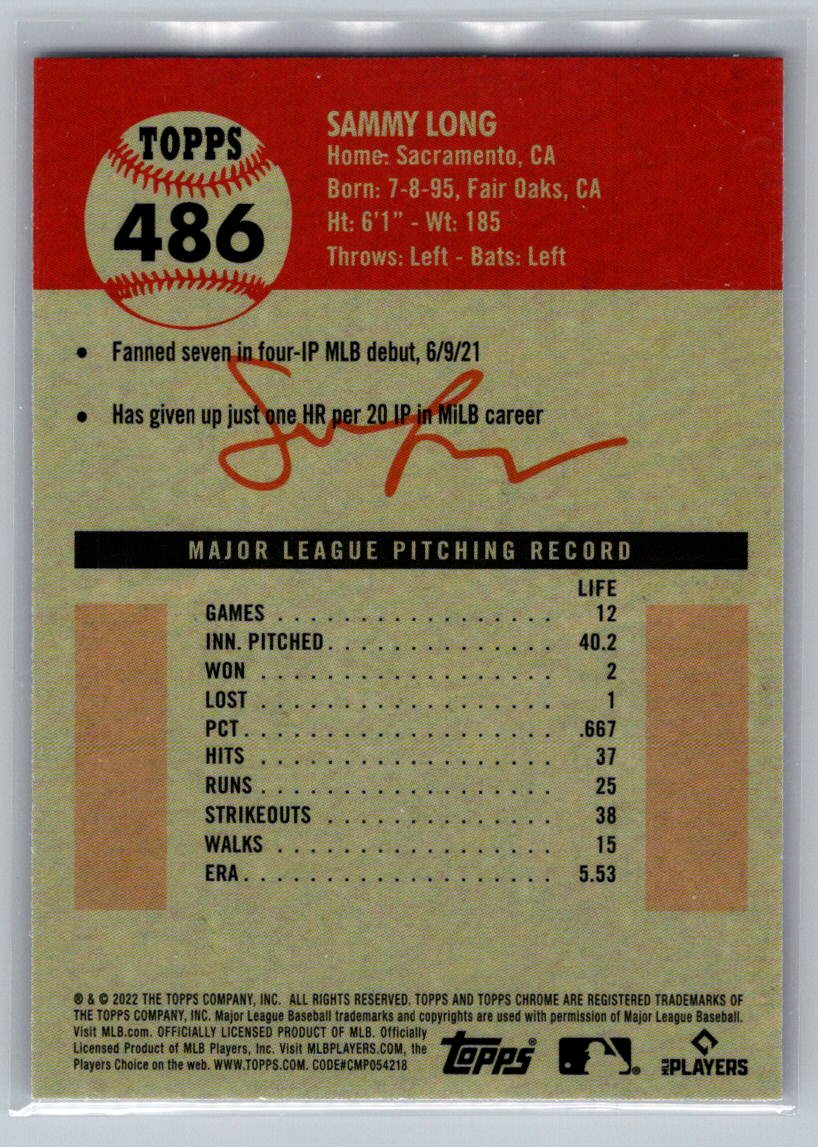 TOPPS
486
SAMMY LONG
Home: Sacramento, CA
Born: 7-8-95, Fair Oaks, CA
Ht: 6'1" - Wt: 185
Throws: Left - Bats: Left
• Fanned seven in four-IP MLB debut, 6/9/21
• Has given up just one HR per 20 IP in MiLB career
MAJOR LEAGUE PITCHING RECORD
LIFE
GAMES . . . . . . . . . . . . . . . . . . . 12
INN. PITCHED. . . . . . . . . . . . . . . . 40.2
WON . . . . . . . . . . . . . . . . . . . . 2
LOST . . . . . . . . . . . . . . . . . . . . 1
PCT. . . . . . . . . . . . . . . . . . . . . .667
HITS . . . . . . . . . . . . . . . . . . . . 37
RUNS . . . . . . . . . . . . . . . . . . . . 25
STRIKEOUTS . . . . . . . . . . . . . . . . 38
WALKS . . . . . . . . . . . . . . . . . . . 15
ERA. . . . . . . . . . . . . . . . . . . . . 5.53
® & © 2022 THE TOPPS COMPANY, INC. ALL RIGHTS RESERVED. TOPPS AND TOPPS CHROME ARE REGISTERED TRADEMARKS OF
THE TOPPS COMPANY, INC. Major League Baseball trademarks and copyrights are used with permission of Major League Baseball.
Visit MLB.com. OFFICIALLY LICENSED PRODUCT OF MLB. Officially
Licensed Product of MLB Players, Inc. Visit MLBPLAYERS.COM, the
Players Choice on the web. WWW.TOPPS.COM. CODE#CMP054218
Topps®
MLB PLAYERS